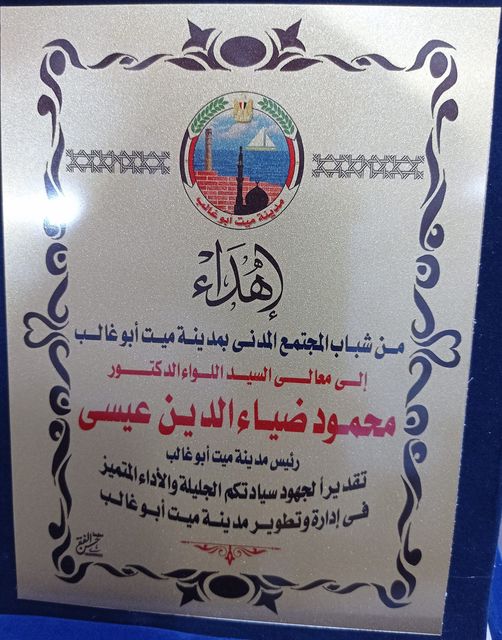 مدينة ميت أبو غالب
إهداء
من شباب المجتمع المدنى بمدينة ميت أبو غالب
إلى معالى السيد اللواء الدكتور
محمود ضياء الدين عيسى
رئيس مدينة ميت أبو غالب
تقديراً لجهود سيادتكم الجليلة والأداء المتميز
فى إدارة وتطوير مدينة ميت أبو غالب